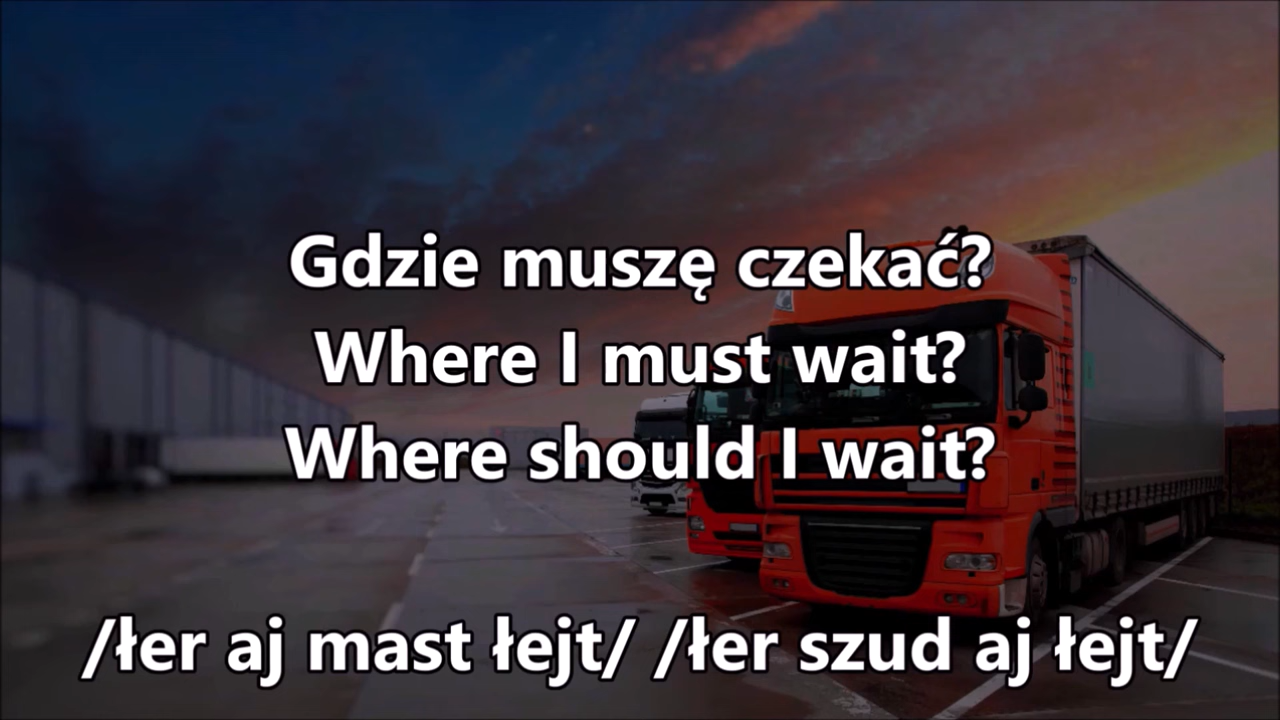 Gdzie muszę czekać?
Where I must wait?
Where should I wait?
/łer aj mast łejt/ /łer szud aj łejt/